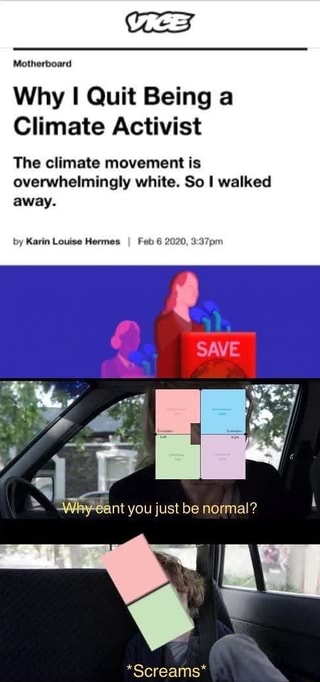 VICE
Motherboard
Why I Quit Being a
Climate Activist
The climate movement is
overwhelmingly white. So I walked
away.
by Karin Louise Hermes | Feb 6 2020, 3:37pm
SAVE
Why cant you just be normal?
*Screams*